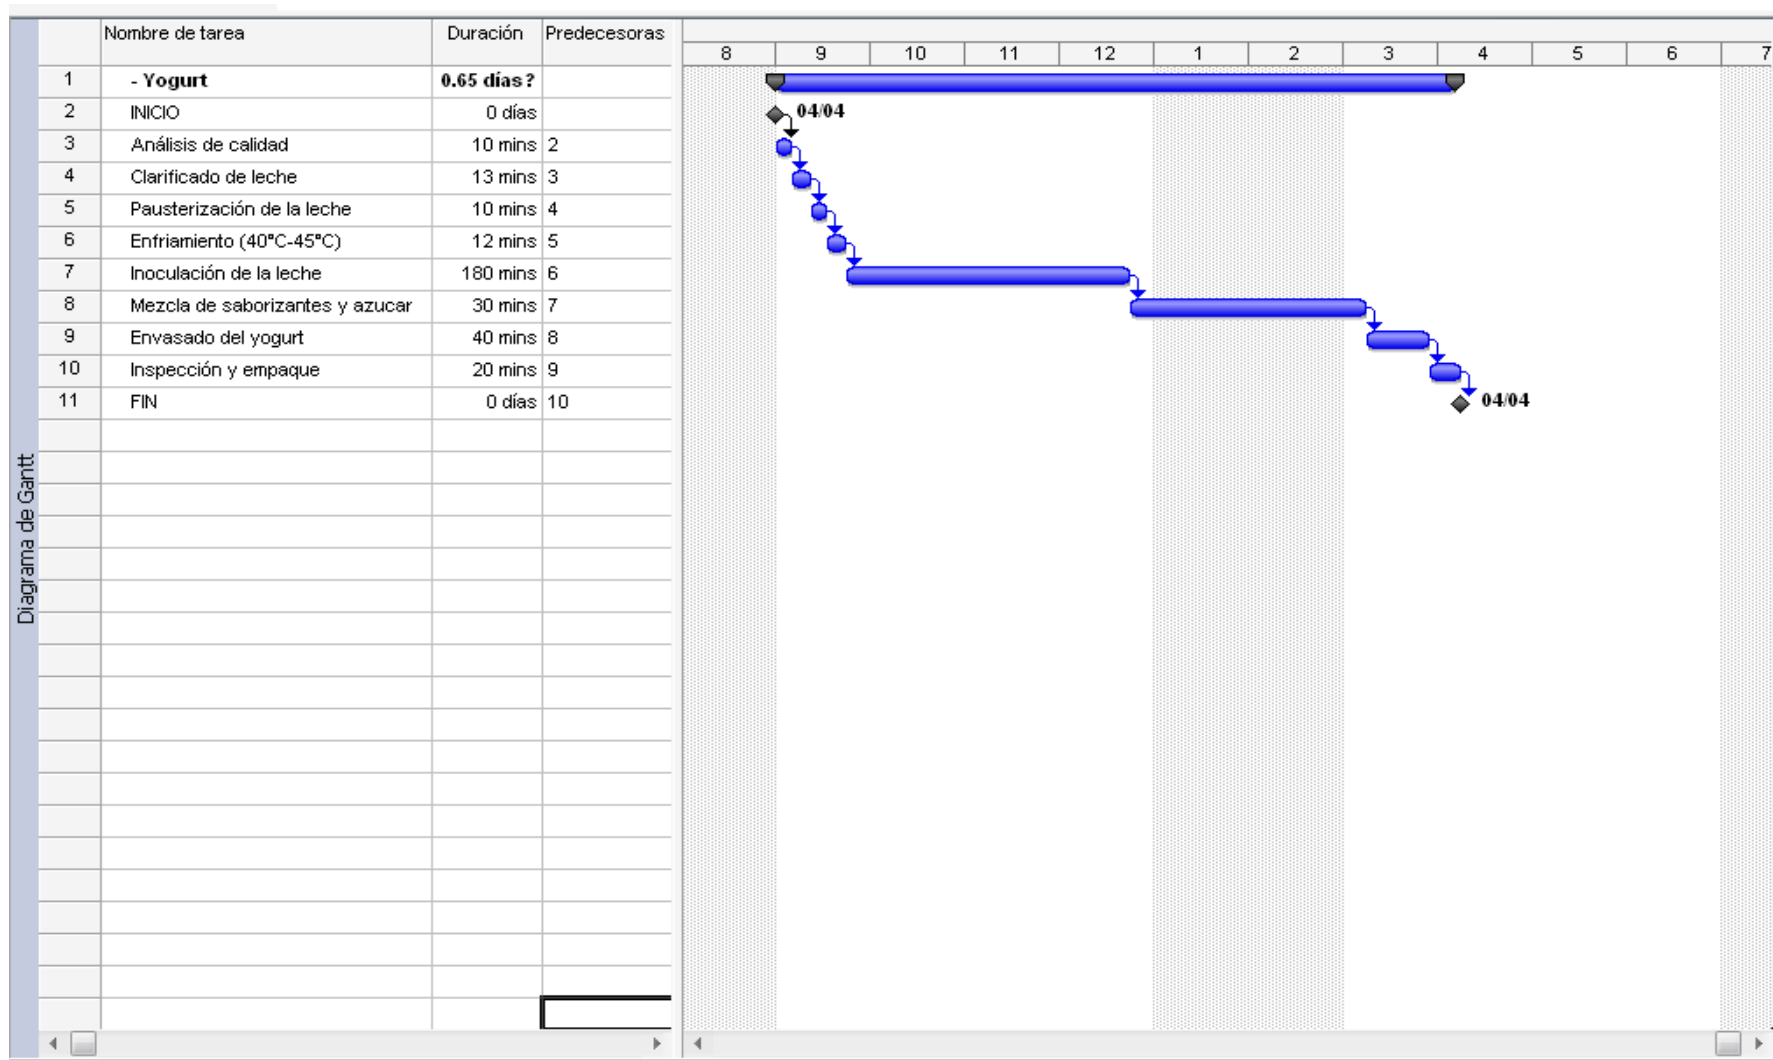 Nombre de tarea Duración Predecesoras
8 9 10 11 12 1 2 3 4 5 6 7
1 - Yogurt 0.65 días?
2 INICIO 0 días 04/04
3 Análisis de calidad 10 mins 2
4 Clarificado de leche 13 mins 3
5 Pausterización de la leche 10 mins 4
6 Enfriamiento (40°C-45°C) 12 mins 5
7 Inoculación de la leche 180 mins 6
8 Mezcla de saborizantes y azucar 30 mins 7
9 Envasado del yogurt 40 mins 8
10 Inspección y empaque 20 mins 9
11 FIN 0 días 10 04/04
Diagrama de Gantt